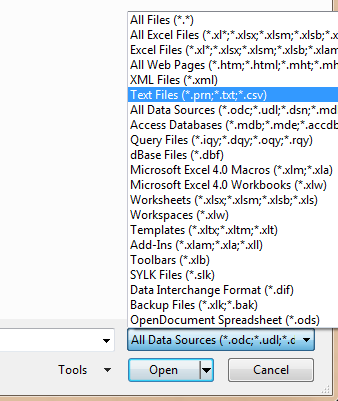 All Files (*.*)
All Excel Files (*.xl*;*.xlsx;*.xlsm;*.xlsb;*.
Excel Files (*.xl*;*.xlsx;*.xlsm;*.xlsb;*.xlam
All Web Pages (*.htm;*.html;*.mht;*.mh
XML Files (*.xml)
Text Files (*.prn;*.txt;*.csv)
All Data Sources (*.odc;*.udl;*.dsn;*.md
Access Databases (*.mdb;*.mde;*.accdb
Query Files (*.iqy;*.dqy;*.oqy;*.rqy)
dBase Files (*.dbf)
Microsoft Excel 4.0 Macros (*.xlm;*.xla)
Microsoft Excel 4.0 Workbooks (*.xlw)
Worksheets (*.xlsx;*.xlsm;*.xlsb;*.xls)
Workspaces (*.xlw)
Templates (*.xltx;*.xltm;*.xlt)
Add-Ins (*.xlam;*.xla;*.xll)
Toolbars (*.xlb)
SYLK Files (*.slk)
Data Interchange Format (*.dif)
Backup Files (*.xlk;*.bak)
OpenDocument Spreadsheet (*.ods)
All Data Sources (*.odc;*.udl;*.c
Tools Open Cancel